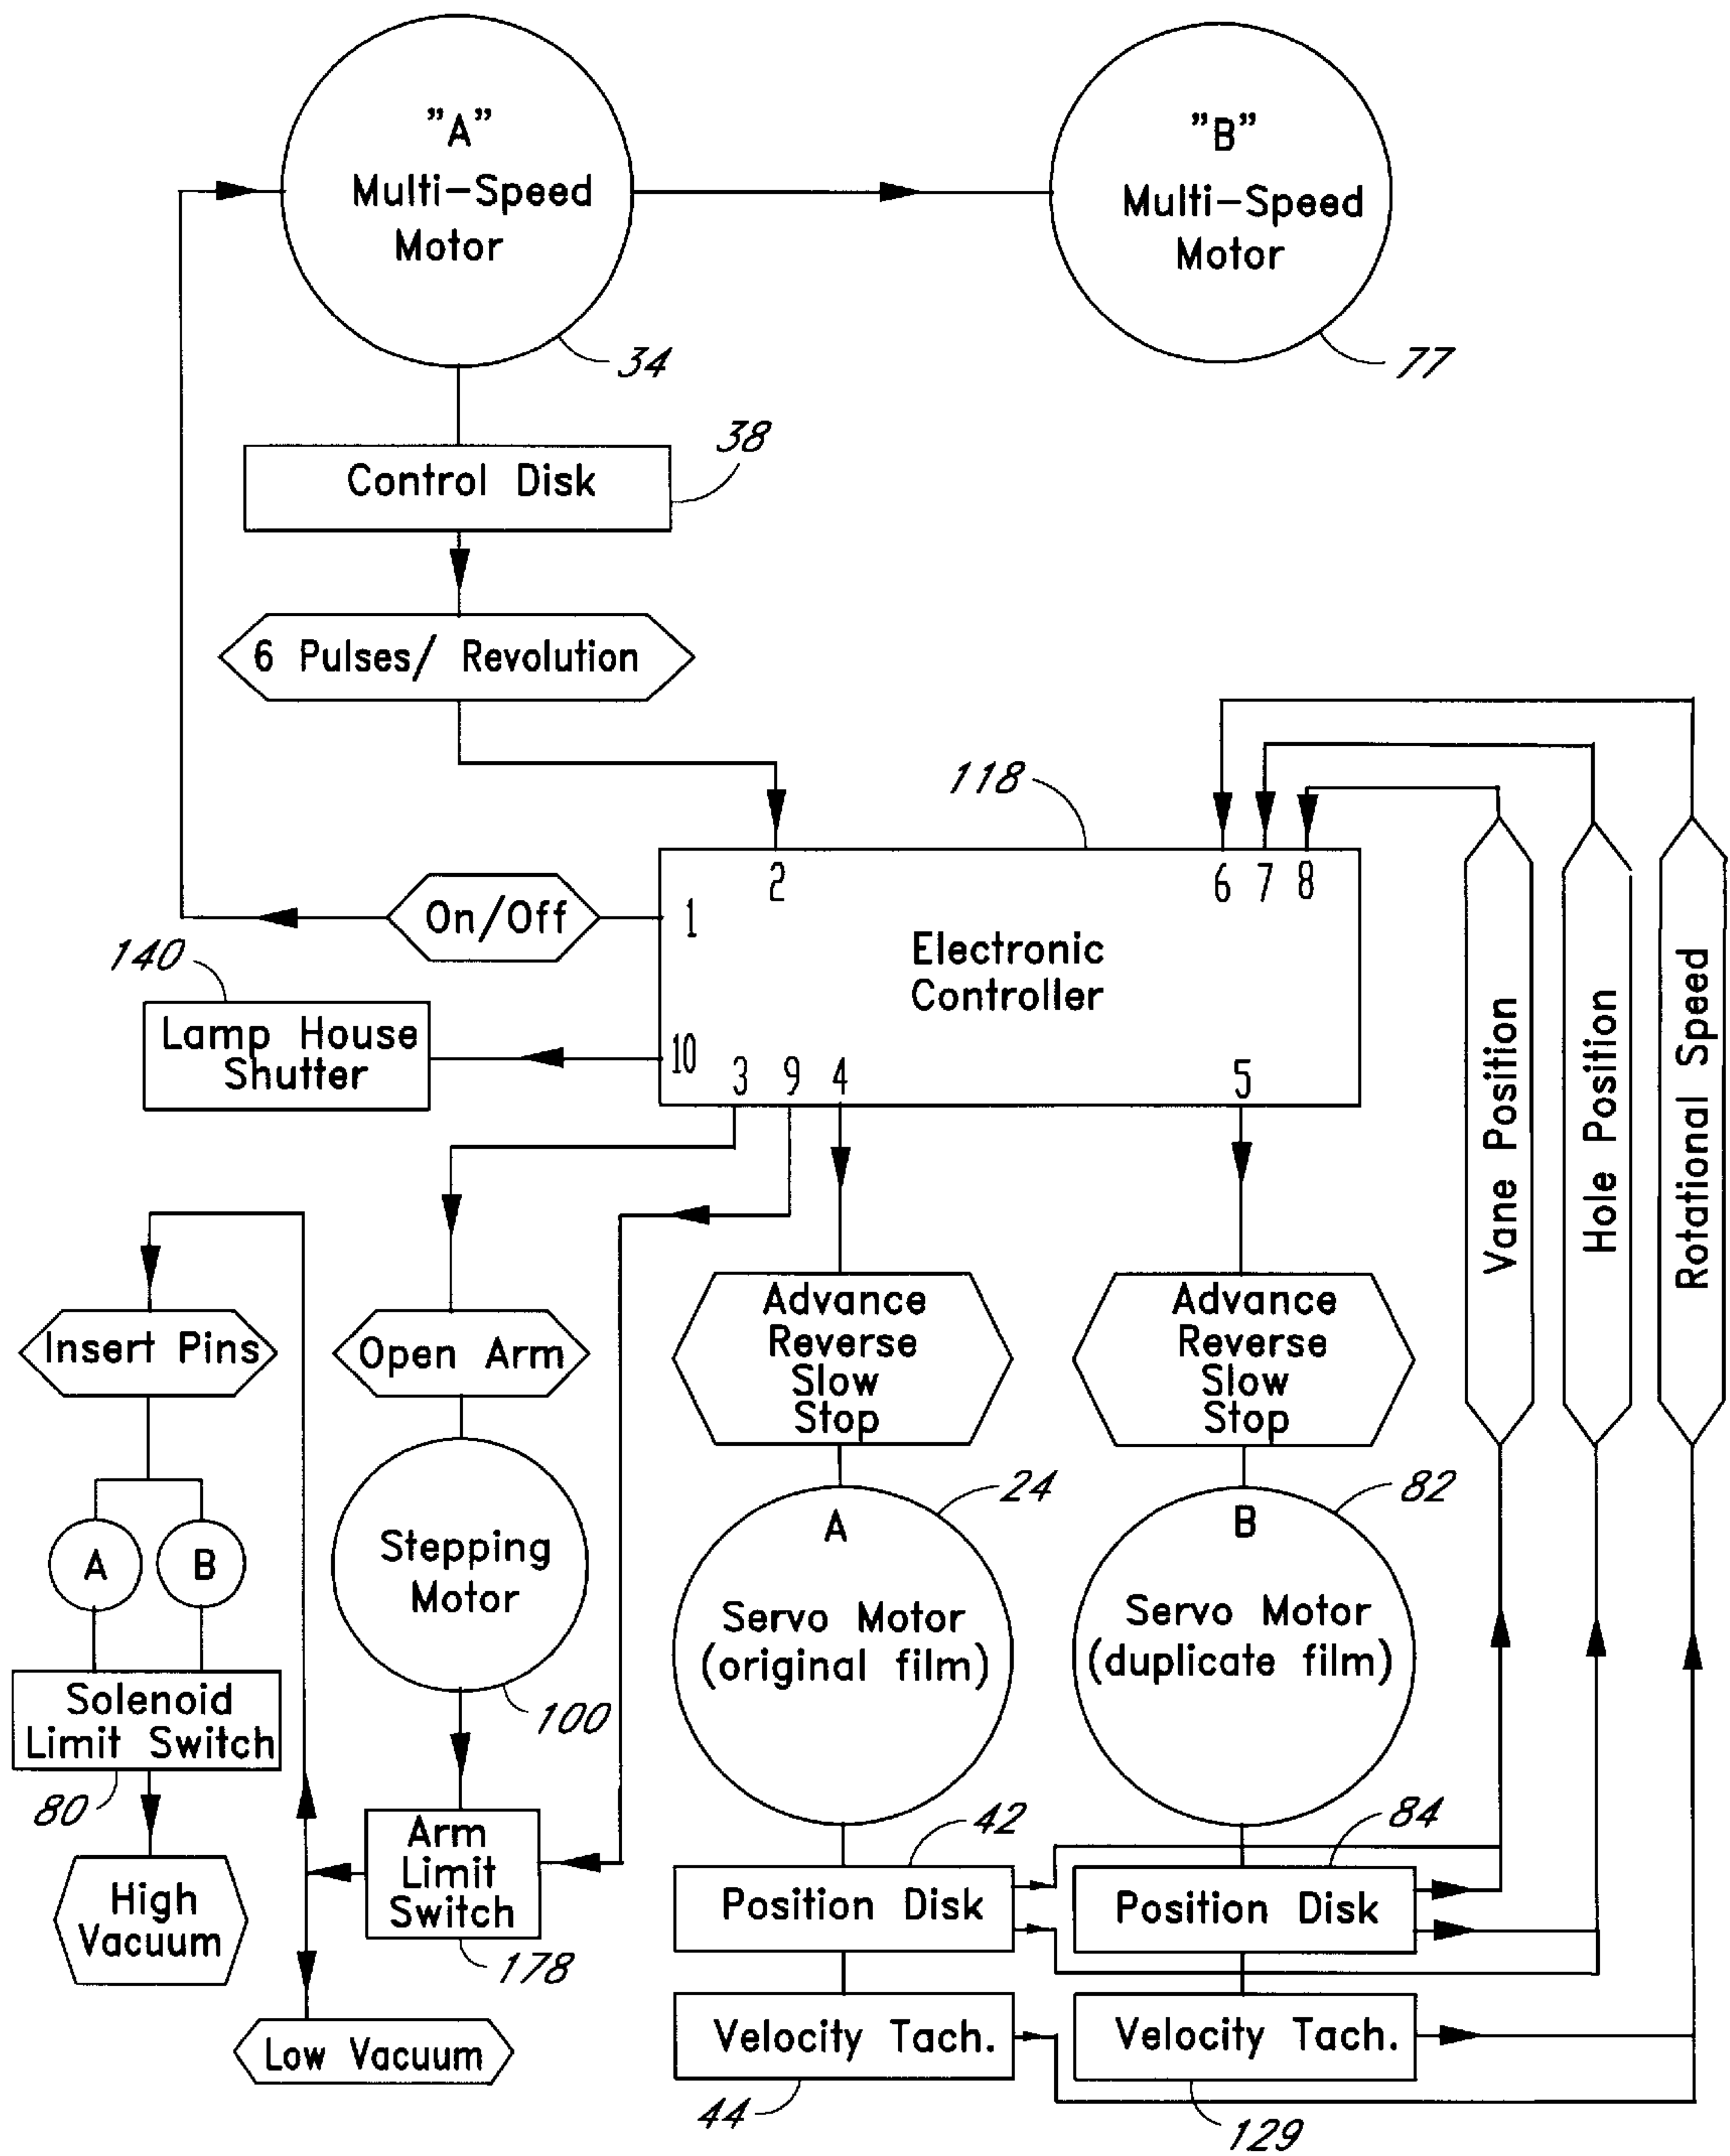 "A"
Multi-Speed
Motor
"B"
Multi-Speed
Motor
34
77
38
Control Disk
6 Pulses/ Revolution
118
2
6 7 8
1
On/Off
Electronic
Controller
140
Lamp House
Shutter
10
3 9 4
5
Vane Position
Hole Position
Rotational Speed
Insert Pins
Open Arm
Advance
Reverse
Slow
Stop
Advance
Reverse
Slow
Stop
A
B
Stepping
Motor
24
A
Servo Motor
(original film)
82
B
Servo Motor
(duplicate film)
Solenoid
Limit Switch
80
100
High
Vacuum
Arm
Limit
Switch
178
Low Vacuum
42
Position Disk
84
Position Disk
Velocity Tach.
44
Velocity Tach.
129